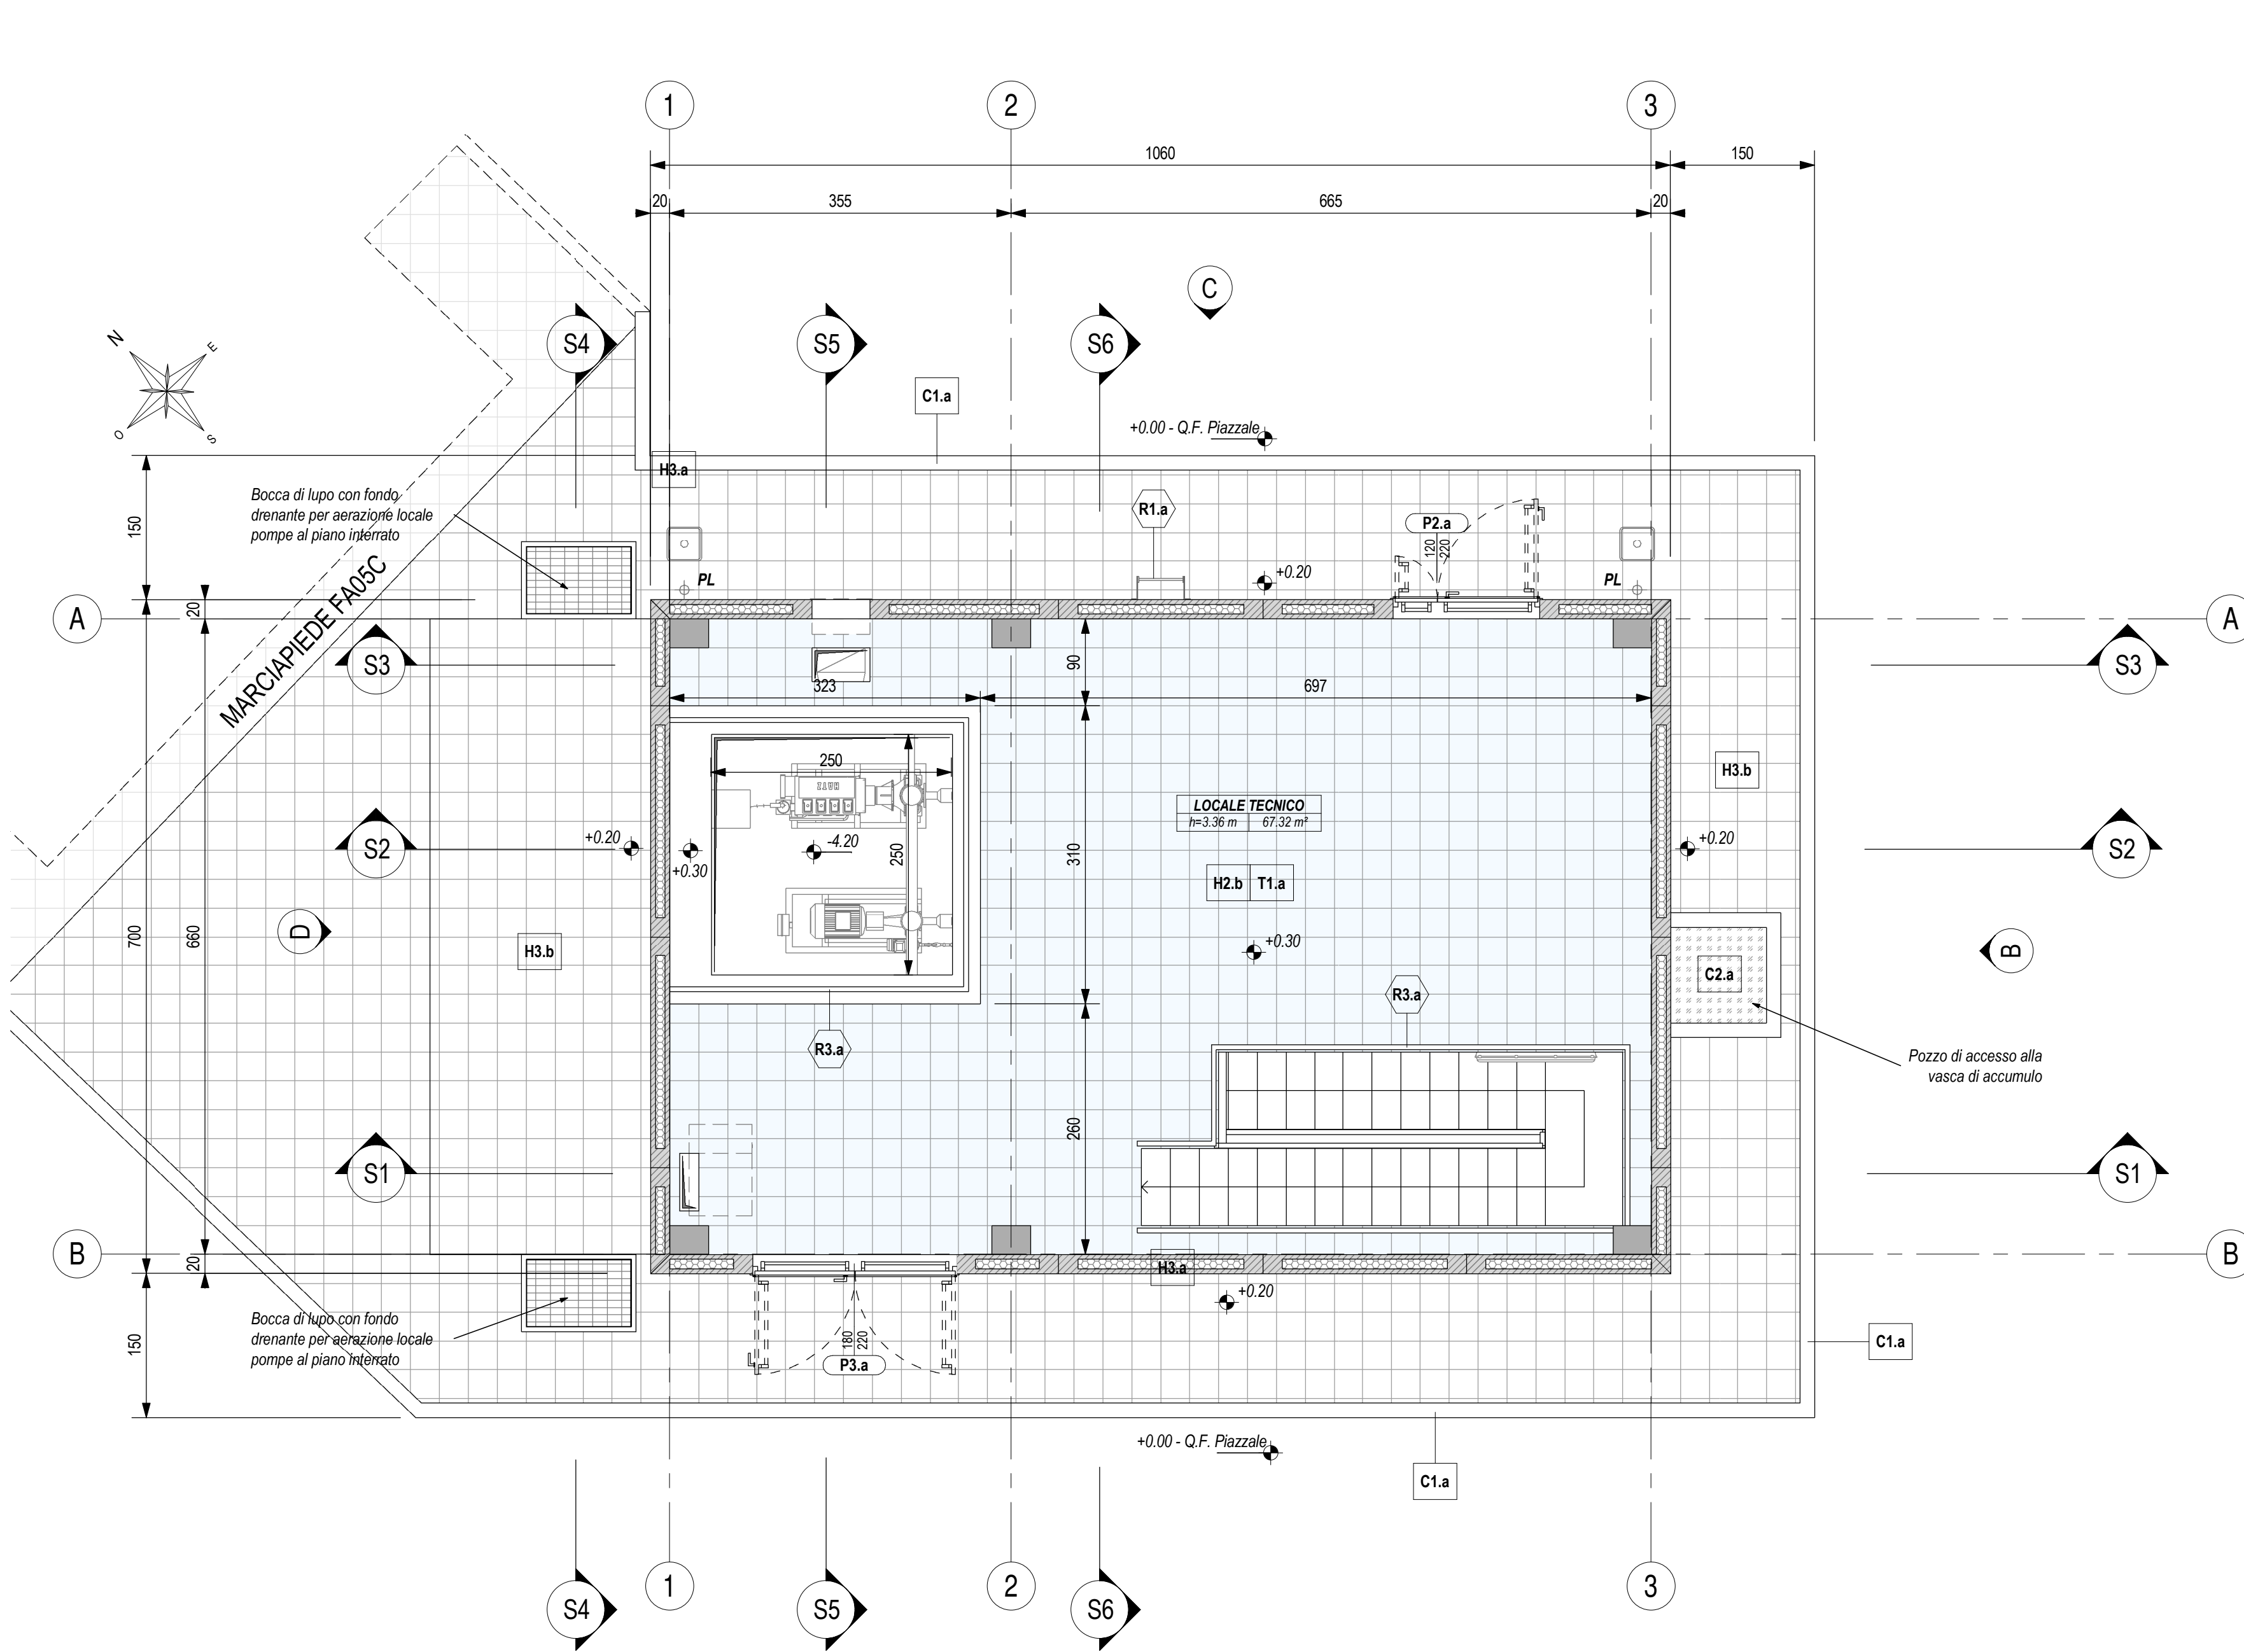 1
2
3
1060
150
20
355
665
20
C
N
E
O
S
S4
S5
S6
C1.a
+0.00 - Q.F. Piazzale
H3.a
Bocca di lupo con fondo
drenante per aerazione locale
pompe al piano interrato
150
R1.a
P2.a
120
220
MARCIAPIEDE FA05C
PL
+0.20
PL
A
20
A
S3
90
S3
323
697
250
HATZ
H3.b
LOCALE TECNICO
h=3.36 m
67.32 m²
+0.20
S2
+0.30
-4.20
250
310
+0.20
S2
H2.b
T1.a
700
660
D
H3.b
+0.30
B
C2.a
R3.a
R3.a
Pozzo di accesso alla
vasca di accumulo
260
S1
S1
B
20
H3.a
B
+0.20
Bocca di lupo con fondo
drenante per aerazione locale
pompe al piano interrato
150
180
220
P3.a
C1.a
+0.00 - Q.F. Piazzale
C1.a
1
2
3
S4
S5
S6